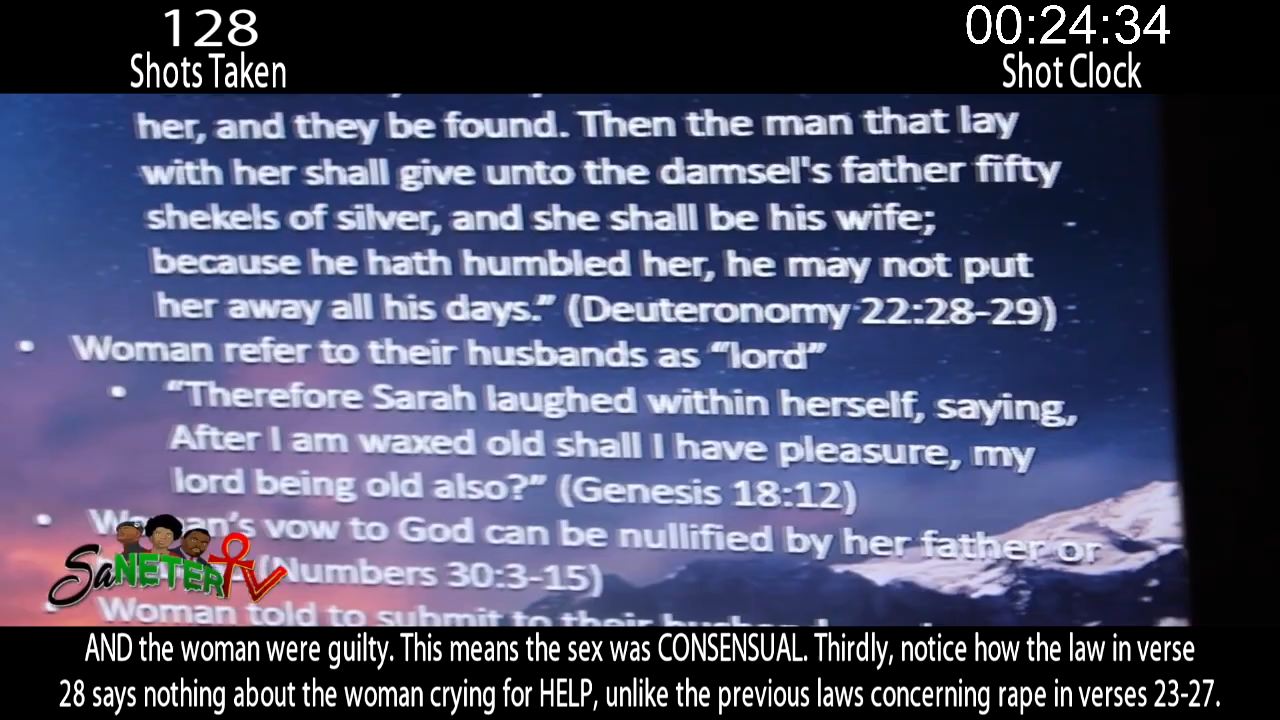 128
Shots Taken
00:24:34
Shot Clock
her, and they be found. Then the man that lay
with her shall give unto the damsel's father fifty
shekels of silver, and she shall be his wife;
because he hath humbled her, he may not put
her away all his days.” (Deuteronomy 22:28-29)
• Woman refer to their husbands as “lord”
• “Therefore Sarah laughed within herself, saying,
After I am waxed old shall I have pleasure, my
lord being old also?” (Genesis 18:12)
• Woman's vow to God can be nullified by her father or
(Numbers 30:3-15)
SaNETERTV
• Woman told to submit to their
AND the woman were guilty. This means the sex was CONSENSUAL. Thirdly, notice how the law in verse
28 says nothing about the woman crying for HELP, unlike the previous laws concerning rape in verses 23-27.